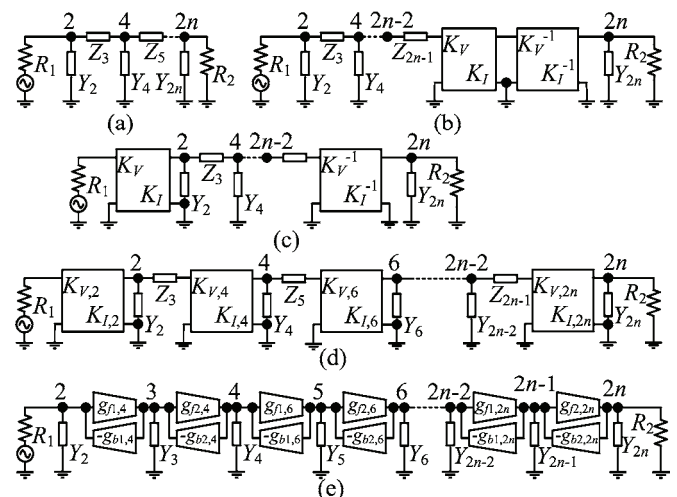 2 4 2n
Z3 Z5
R1 Y2 Y4 Y2n R2
(a)
2 4 2n-2 2n
Z3 Z2n-1 KV KV^-1
R1 Y2 Y4 KI KI^-1 Y2n R2
(b)
2 4 2n-2 2n
KV Z3 KV^-1
R1 KI Y2 Y4 KI^-1 Y2n R2
(c)
2 4 6 2n-2 2n
KV,2 Z3 KV,4 Z5 KV,6 Z2n-1 KV,2n
R1 KI,2 Y2 KI,4 Y4 KI,6 Y6 Y2n-2 KI,2n Y2n R2
(d)
2 3 4 5 6 2n-2 2n-1 2n
gf1,4 gf2,4 gf1,6 gf2,6 gf1,2n gf2,2n
R1 -gb1,4 -gb2,4 -gb1,6 -gb2,6 -gb1,2n -gb2,2n R2
Y2 Y3 Y4 Y5 Y6 Y2n-2 Y2n-1 Y2n
(e)